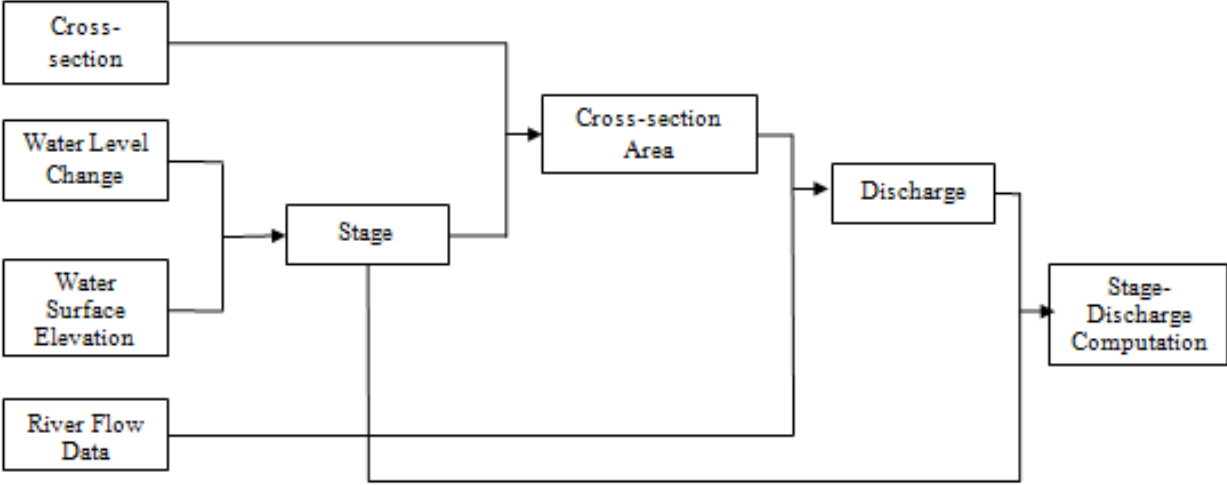 Cross-
section
Water Level
Change
Water
Surface
Elevation
River Flow
Data
Stage
Cross-section
Area
Discharge
Stage-
Discharge
Computation